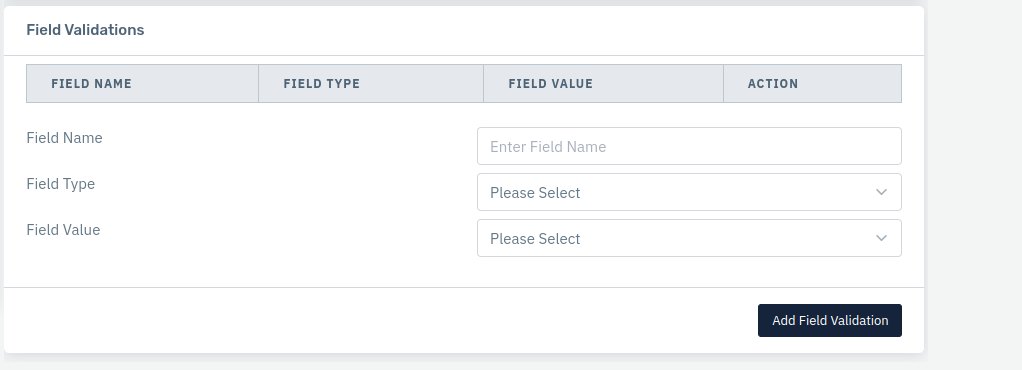 Field Validations
FIELD NAME FIELD TYPE FIELD VALUE ACTION
Field Name Enter Field Name
Field Type Please Select
Field Value Please Select
Add Field Validation